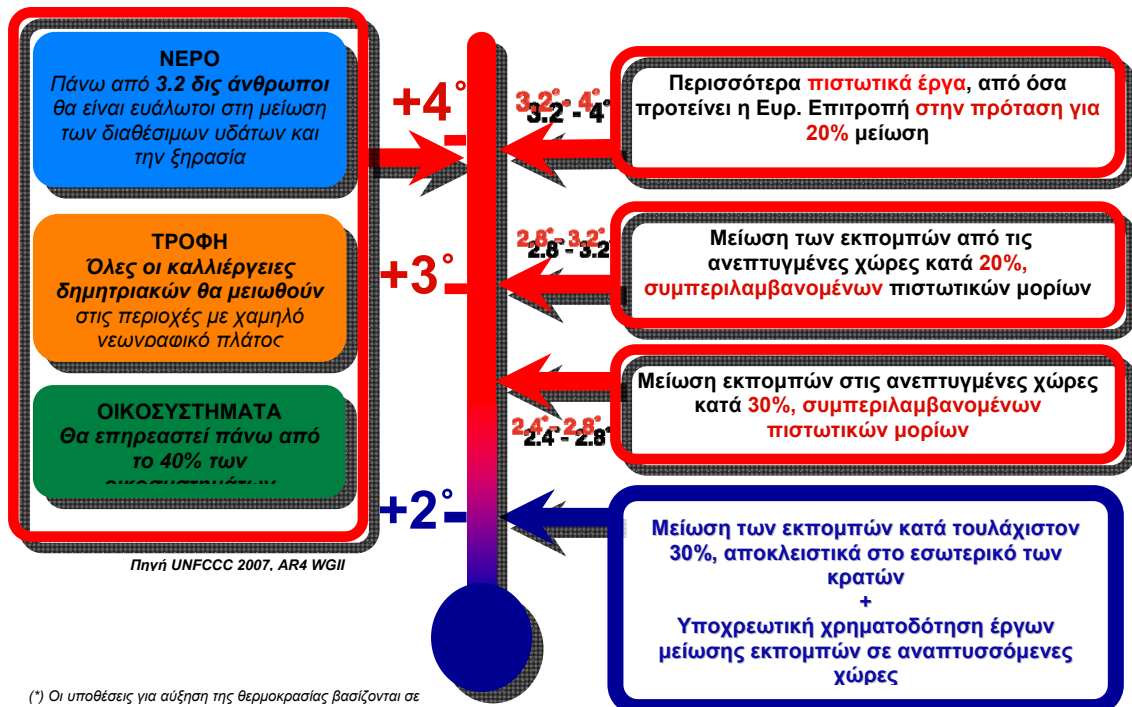 ΝΕΡΟ
Πάνω από 3.2 δις άνθρωποι
θα είναι ευάλωτοι στη μείωση
των διαθέσιμων υδάτων και
την ξηρασία
ΤΡΟΦΗ
Όλες οι καλλιέργειες
δημητριακών θα μειωθούν
στις περιοχές με χαμηλό
πλάτος
ΟΙΚΟΣΥΣΤΗΜΑΤΑ
Θα επηρεαστεί πάνω από
το 40% των
Πηγή UNFCCC 2007, AR4 WGII
+4°
+3°
+2°
3.2° - 4°
Περισσότερα πιστωτικά έργα, από όσα
προτείνει η Ευρ. Επιτροπή στην πρόταση για
20% μείωση
2.8° - 3.2°
Μείωση των εκπομπών από τις
ανεπτυγμένες χώρες κατά 20%,
συμπεριλαμβανομένων πιστωτικών μορίων
Μείωση εκπομπών στις ανεπτυγμένες χώρες
κατά 30%, συμπεριλαμβανομένων
πιστωτικών μορίων
2.4° - 2.8°
Μείωση των εκπομπών κατά τουλάχιστον
30%, αποκλειστικά στο εσωτερικό των
κρατών
+
Υποχρεωτική χρηματοδότηση έργων
μείωσης εκπομπών σε αναπτυσσόμενες
χώρες
(*) Οι υποθέσεις για αύξηση της θερμοκρασίας βασίζονται σε